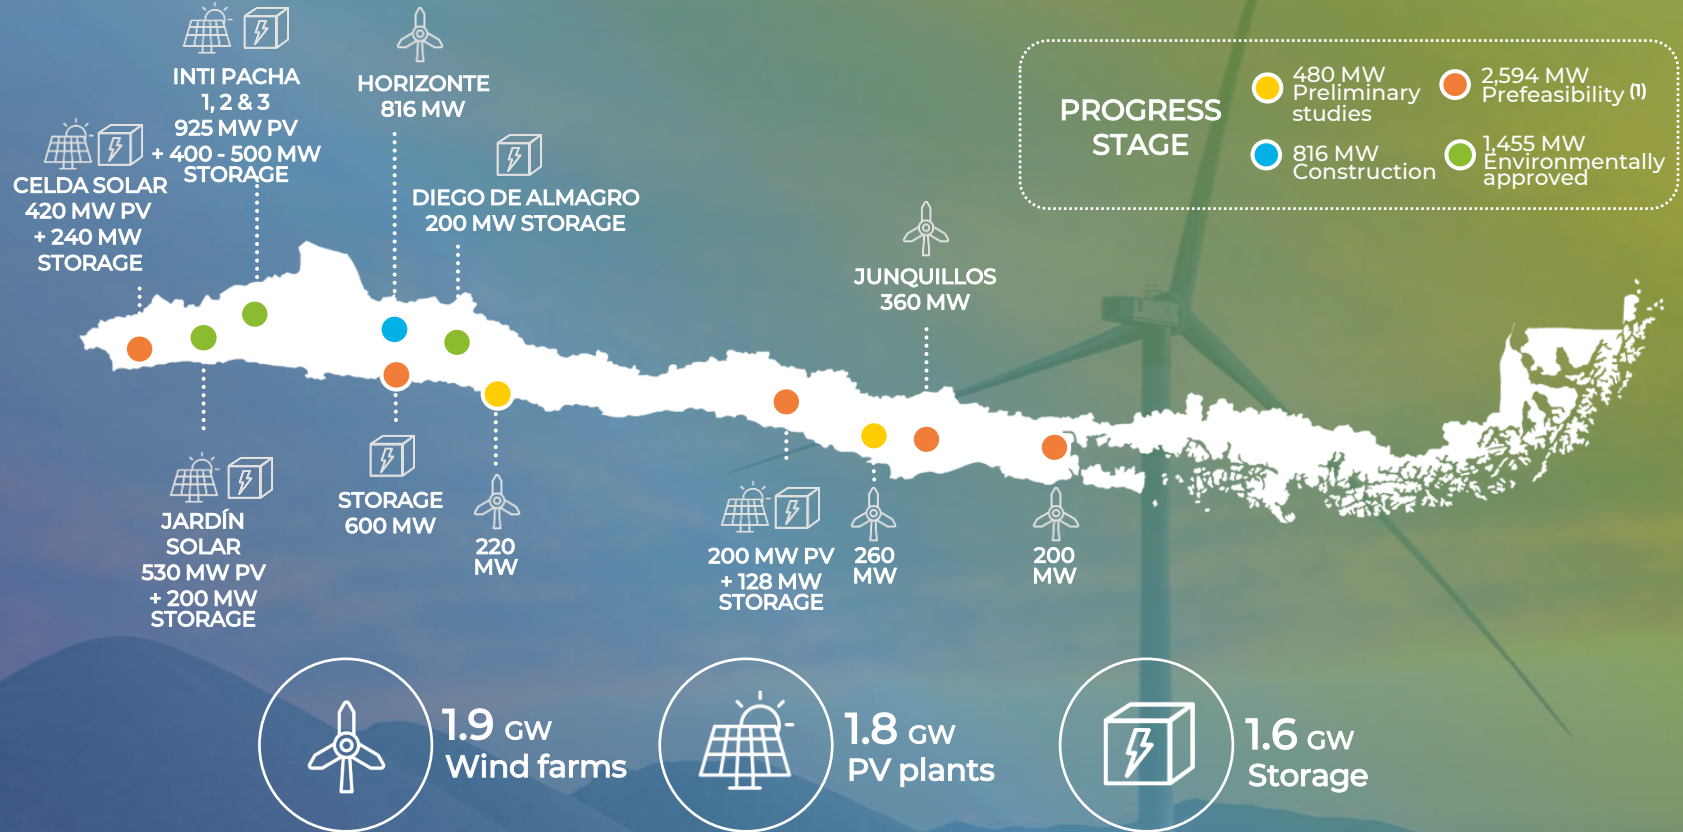 INTI PACHA
1, 2 & 3
925 MW PV
+ 400 - 500 MW
STORAGE
HORIZONTE
816 MW
CELDA SOLAR
420 MW PV
+ 240 MW
STORAGE
DIEGO DE ALMAGRO
200 MW STORAGE
JUNQUILLOS
360 MW
PROGRESS
STAGE
480 MW
Preliminary
studies
2,594 MW
Prefeasibility (1)
816 MW
Construction
1,455 MW
Environmentally
approved
JARDÍN
SOLAR
530 MW PV
+ 200 MW
STORAGE
STORAGE
600 MW
220
MW
200 MW PV
+ 128 MW
STORAGE
260
MW
200
MW
1.9 GW
Wind farms
1.8 GW
PV plants
1.6 GW
Storage